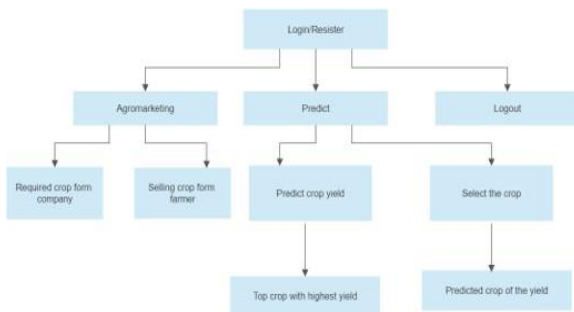 Login/Resister
Agromarketing
Predict
Logout
Required crop form
company
Selling crop form
farmer
Predict crop yield
Select the crop
Top crop with highest yield
Predicted crop of the yield